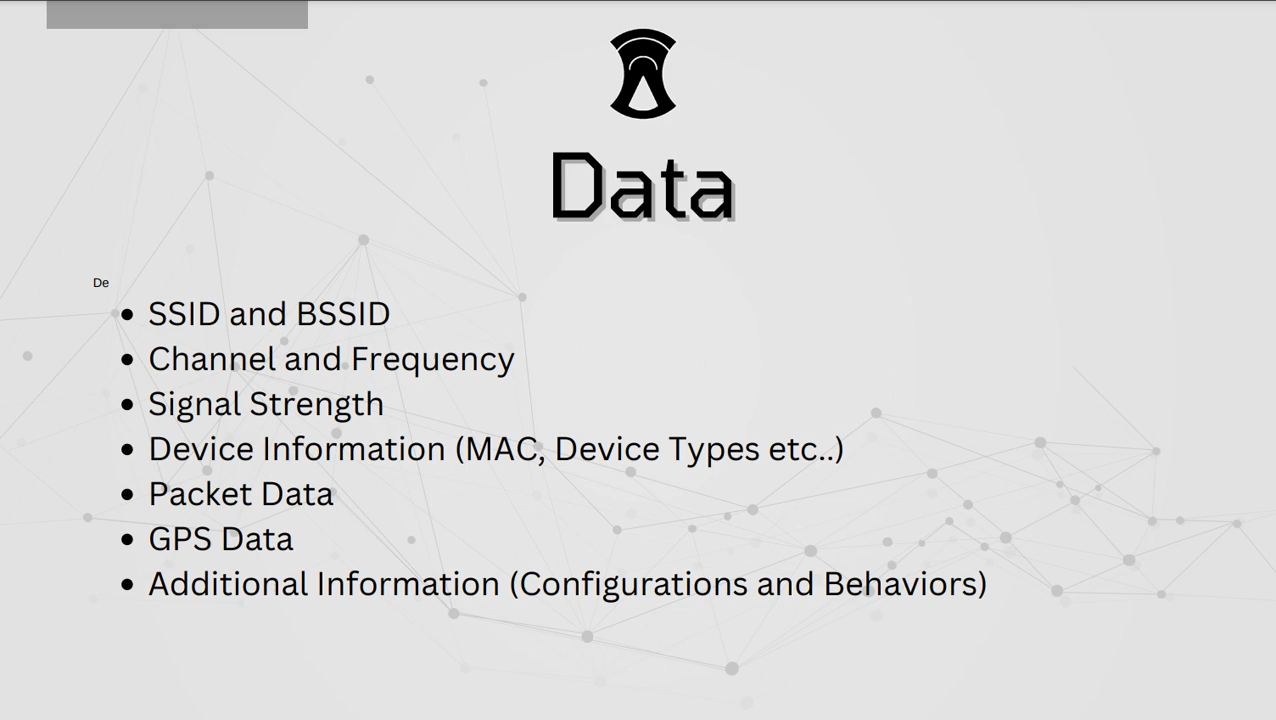 Data
De
SSID and BSSID
Channel and Frequency
Signal Strength
Device Information (MAC, Device Types etc..)
Packet Data
GPS Data
Additional Information (Configurations and Behaviors)